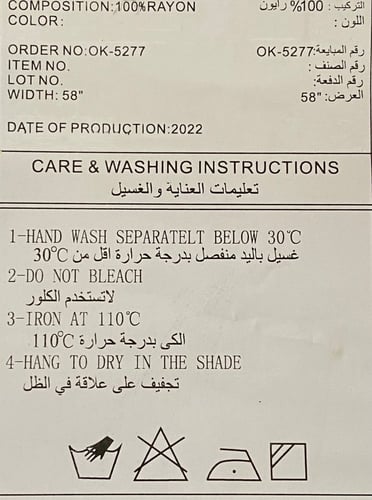 COMPOSITION:100%RAYON التركيب : 100% رايون
COLOR: اللون :
ORDER NO:OK-5277 رقم المبايعة:OK-5277
ITEM NO. رقم الصنف :
LOT NO. رقم الدفعة:
WIDTH: 58" العرض: "58
DATE OF PRODUCTION:2022
CARE & WASHING INSTRUCTIONS
تعليمات العناية والغسيل
1-HAND WASH SEPARATELT BELOW 30℃
غسيل باليد منفصل بدرجة حرارة اقل من 30℃
2-DO NOT BLEACH
لاتستخدم الكلور
3-IRON AT 110℃
الكى بدرجة حرارة 110℃
4-HANG TO DRY IN THE SHADE
تجفيف على علاقة في الظل